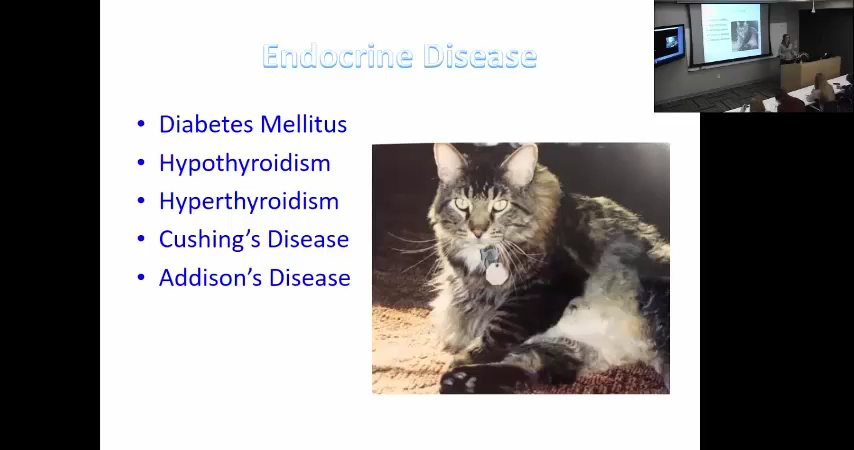 Endocrine Disease
• Diabetes Mellitus
• Hypothyroidism
• Hyperthyroidism
• Cushing’s Disease
• Addison’s Disease